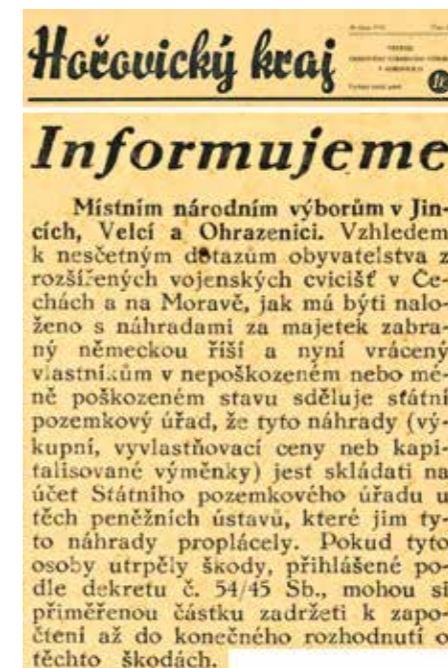 Hořovický kraj
Informujeme
Místním národním výborům v Jin-
cích, Velcí a Ohrazenici. Vzhledem
k nesčetným dotazům obyvatelstva z
rozšířených vojenských cvicišť v Če-
chách a na Moravě, jak má býti nalo-
ženo s náhradami za majetek zabra-
ný německou říší a nyní vrácený
vlastníkům v nepoškozeném nebo mé-
ně poškozeném stavu sděluje státní
pozemkový úřad, že tyto náhrady (vý-
kupní, vyvlastňovací ceny neb kapi-
talisované výměnky) jest skládati na
účet Státního pozemkového úřadu u
těch peněžních ústavů, které jim ty-
to náhrady proplácely. Pokud tyto
osoby utrpěly škody, přihlášené po-
dle dekretu č. 54/45 Sb., mohou si
přiměřenou částku zadržeti k zapo-
čtení až do konečného rozhodnutí o
těchto škodách.